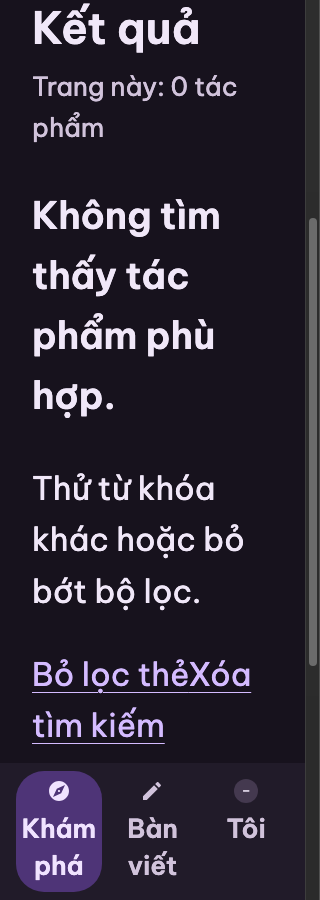 Kết quả
Trang này: 0 tác
phẩm
Không tìm
thấy tác
phẩm phù
hợp.
Thử từ khóa
khác hoặc bỏ
bớt bộ lọc.
Bỏ lọc thẻXóa
tìm kiếm
Khám
phá
Bàn
viết
Tôi